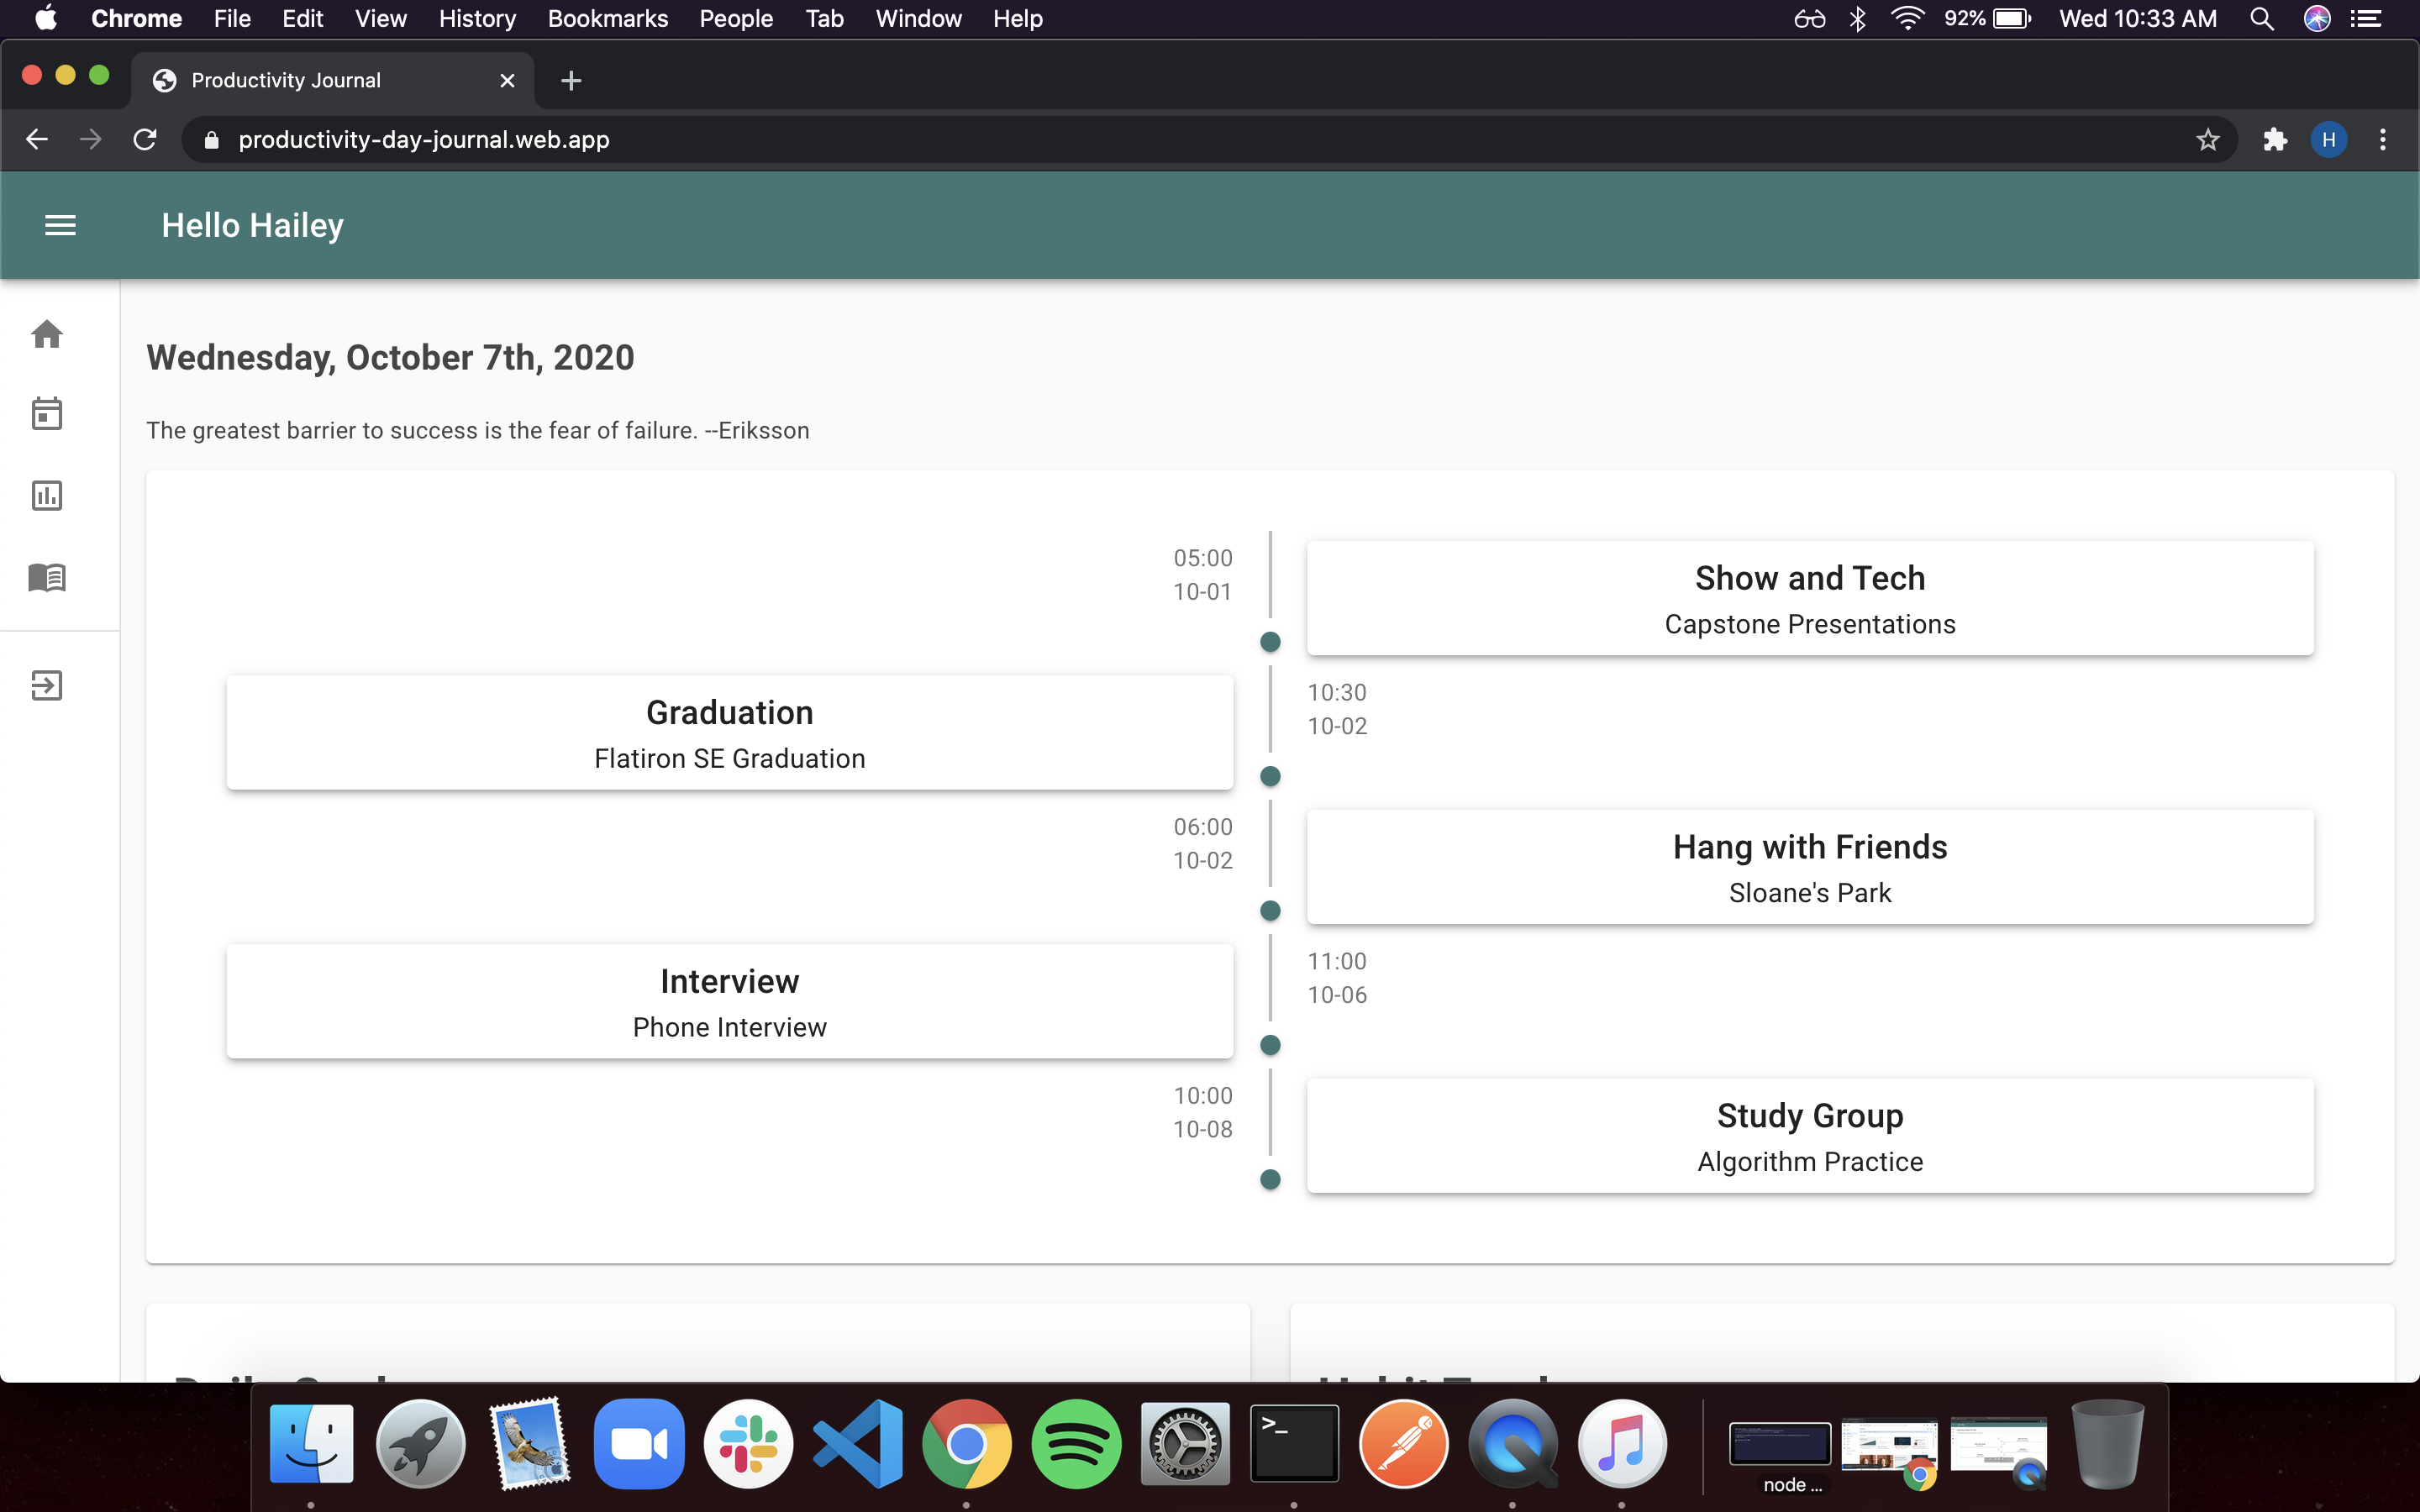 Chrome File Edit View History Bookmarks People Tab Window Help 92% Wed 10:33 AM
Productivity Journal
productivity-day-journal.web.app
H
Hello Hailey
Wednesday, October 7th, 2020
The greatest barrier to success is the fear of failure. --Eriksson
05:00
10-01
Show and Tech
Capstone Presentations
Graduation
Flatiron SE Graduation
10:30
10-02
06:00
10-02
Hang with Friends
Sloane's Park
Interview
Phone Interview
11:00
10-06
10:00
10-08
Study Group
Algorithm Practice
>_
node ...